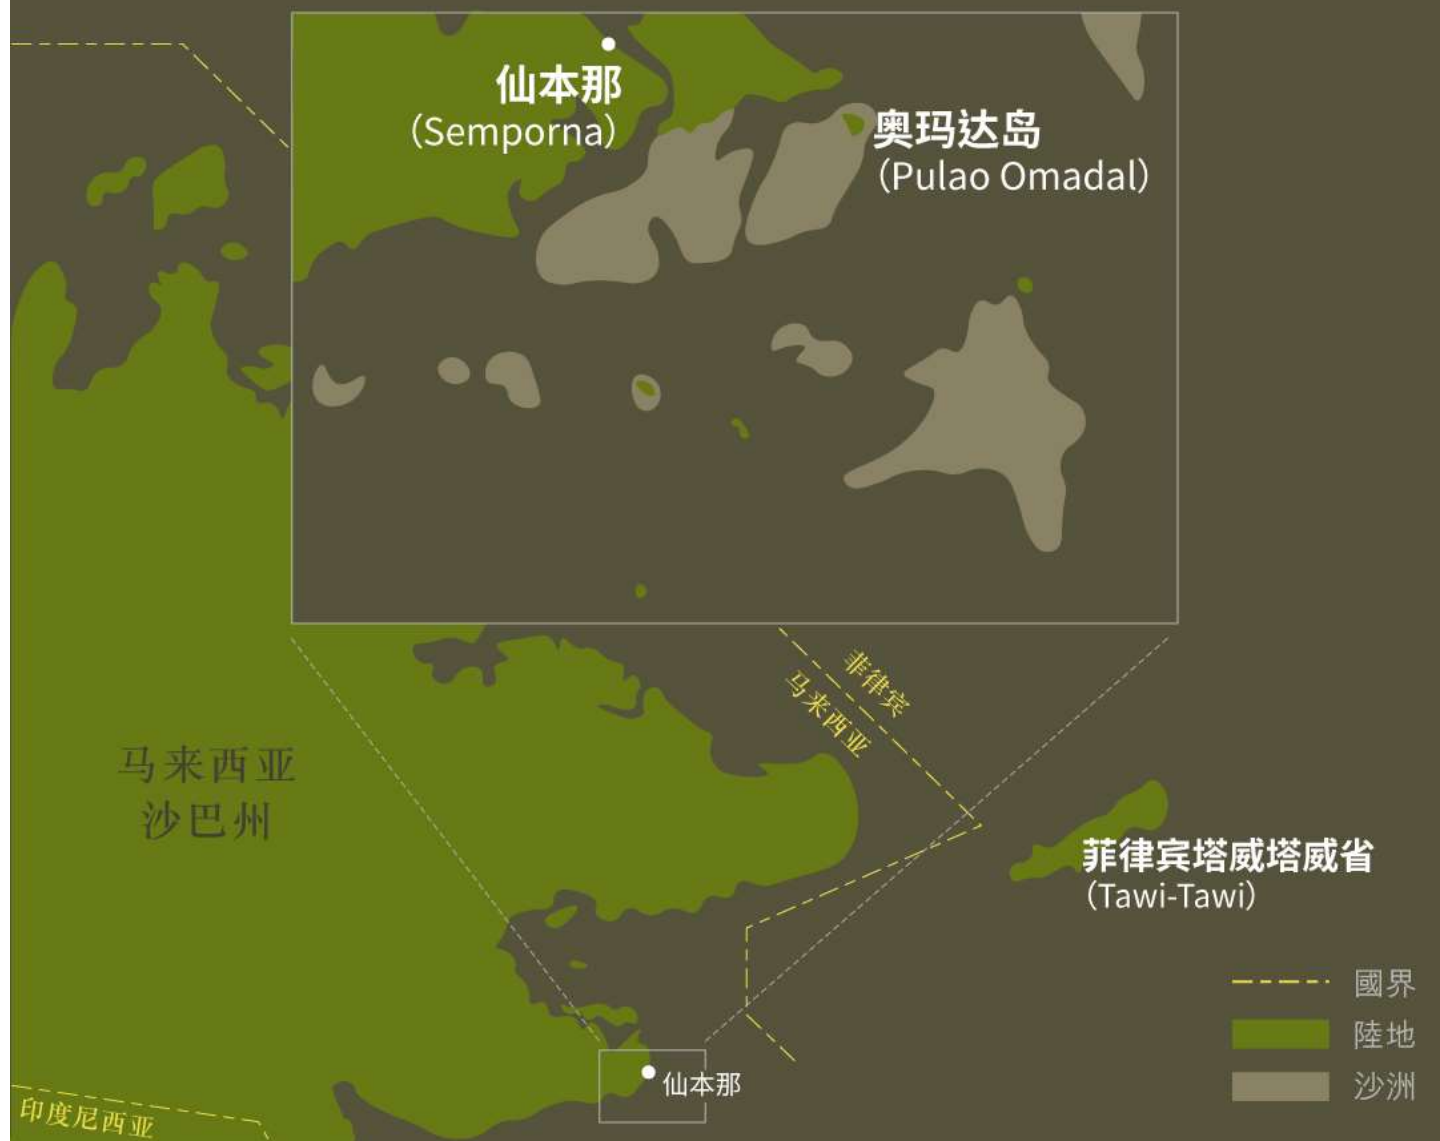 仙本那
（Semporna）
奥玛达岛
（Pulao Omadal）
菲律宾
马来西亚
马来西亚
沙巴州
菲律宾塔威塔威省
（Tawi-Tawi）
國界
陸地
沙洲
仙本那
印度尼西亚